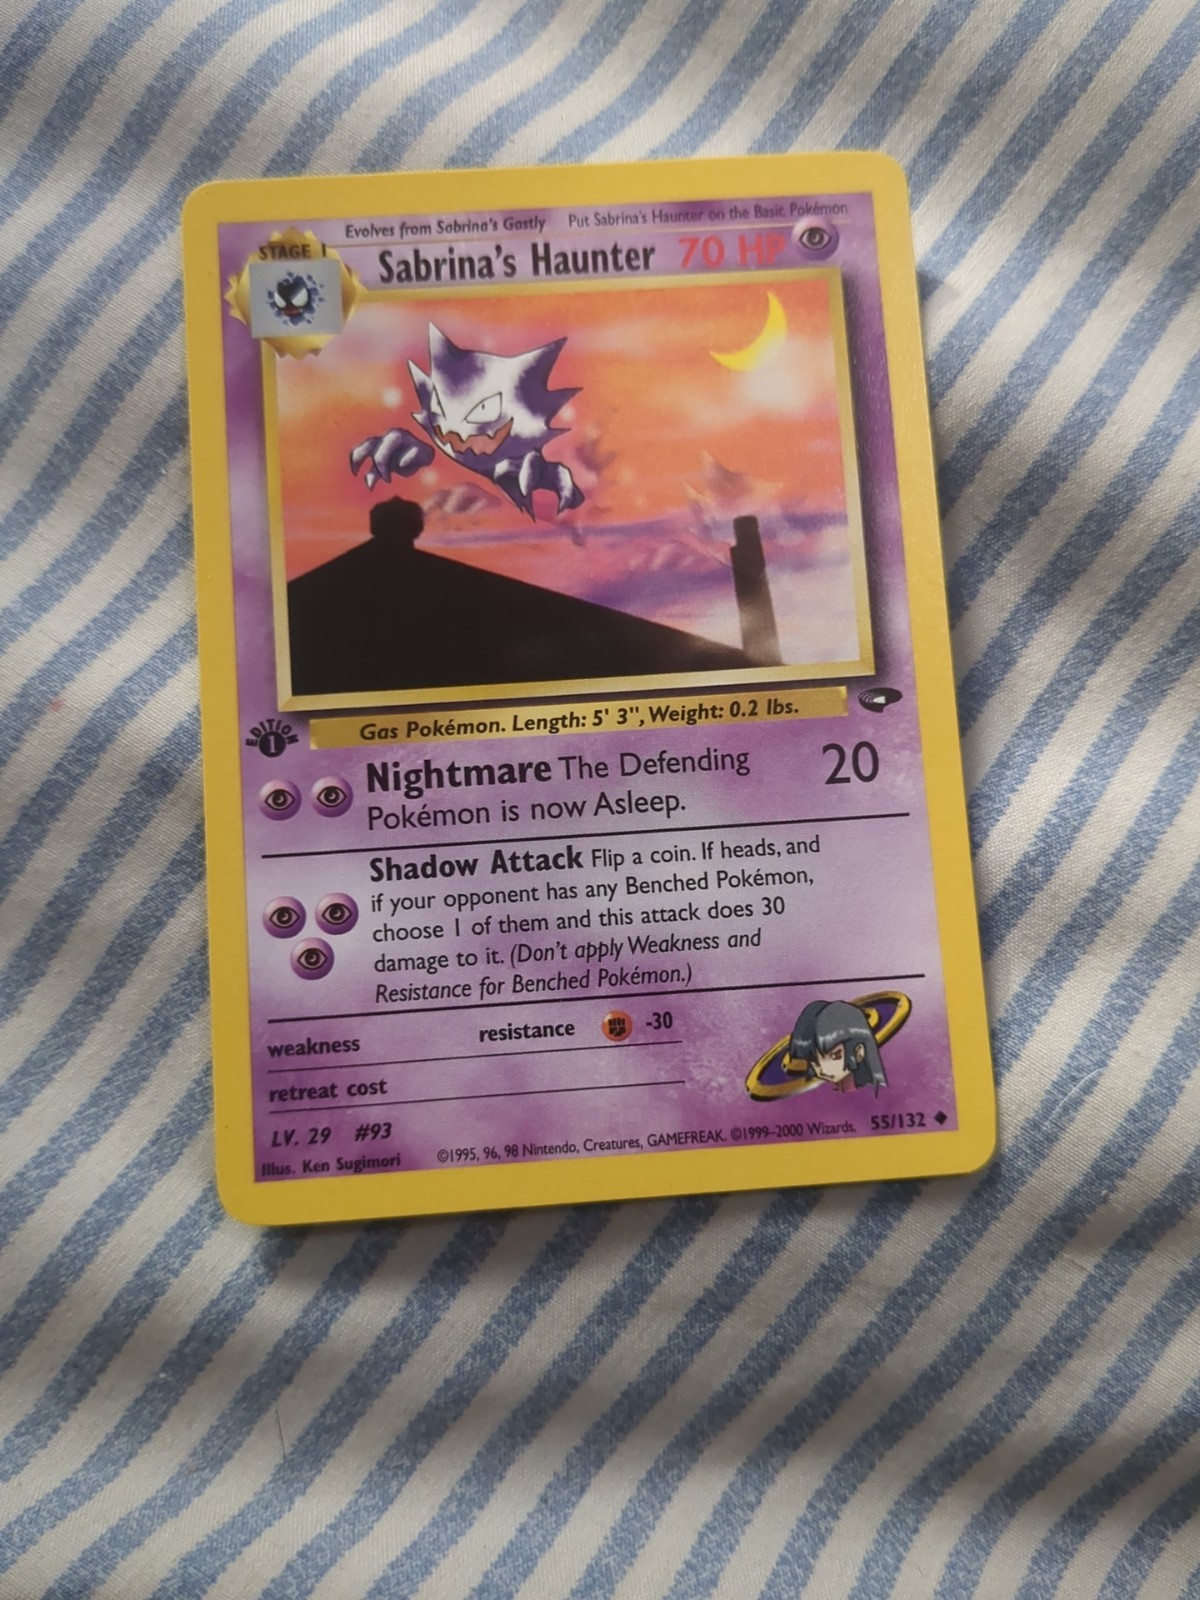 Evolves from Sabrina's Gastly Put Sabrina's Haunter on the Basic Pokémon
STAGE 1
Sabrina's Haunter 70 HP
EDITION
1
Gas Pokémon. Length: 5' 3", Weight: 0.2 lbs.
Nightmare The Defending
Pokémon is now Asleep.
20
Shadow Attack Flip a coin. If heads, and
if your opponent has any Benched Pokémon,
choose 1 of them and this attack does 30
damage to it. (Don't apply Weakness and
Resistance for Benched Pokémon.)
weakness
resistance -30
retreat cost
LV. 29 #93
Illus. Ken Sugimori
©1995, 96, 98 Nintendo, Creatures, GAMEFREAK. ©1999-2000 Wizards. 55/132